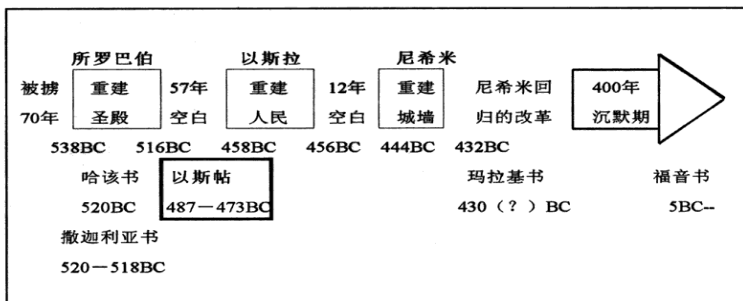 所罗巴伯 以斯拉 尼希米
被掳 重建 57年 重建 12年 重建 尼希米回 400年
70年 圣殿 空白 人民 空白 城墙 归的改革 沉默期
538BC 516BC 458BC 456BC 444BC 432BC
哈该书 以斯帖 玛拉基书 福音书
520BC 487－473BC 430（？）BC 5BC--
撒迦利亚书
520－518BC